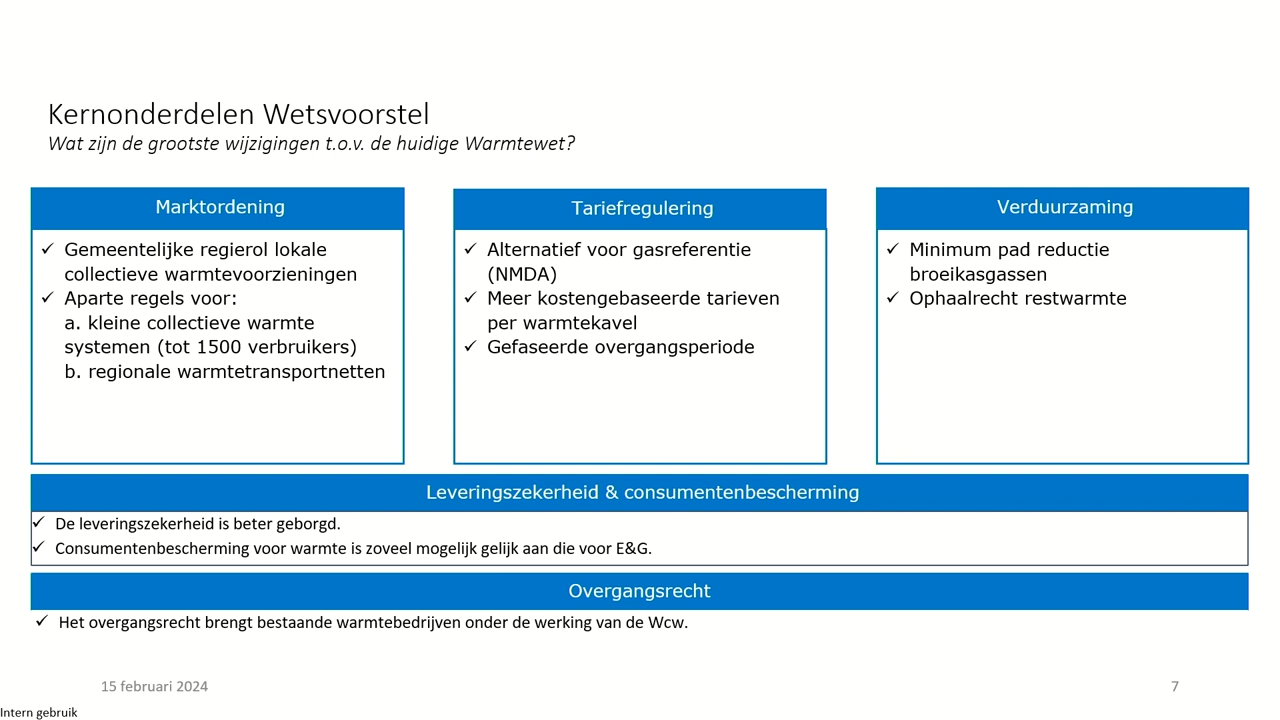 Kernonderdelen Wetsvoorstel
Wat zijn de grootste wijzigingen t.o.v. de huidige Warmtewet?
Marktordening
✓ Gemeentelijke regierol lokale
collectieve warmtevoorzieningen
✓ Aparte regels voor:
a. kleine collectieve warmte
systemen (tot 1500 verbruikers)
b. regionale warmtetransportnetten
Tariefregulering
✓ Alternatief voor gasreferentie
(NMDA)
✓ Meer kostengebaseerde tarieven
per warmtekavel
✓ Gefaseerde overgangsperiode
Verduurzaming
✓ Minimum pad reductie
broeikasgassen
✓ Ophaalrecht restwarmte
Leveringszekerheid & consumentenbescherming
✓ De leveringszekerheid is beter geborgd.
✓ Consumentenbescherming voor warmte is zoveel mogelijk gelijk aan die voor E&G.
Overgangsrecht
✓ Het overgangsrecht brengt bestaande warmtebedrijven onder de werking van de Wcw.
15 februari 2024
7
Intern gebruik